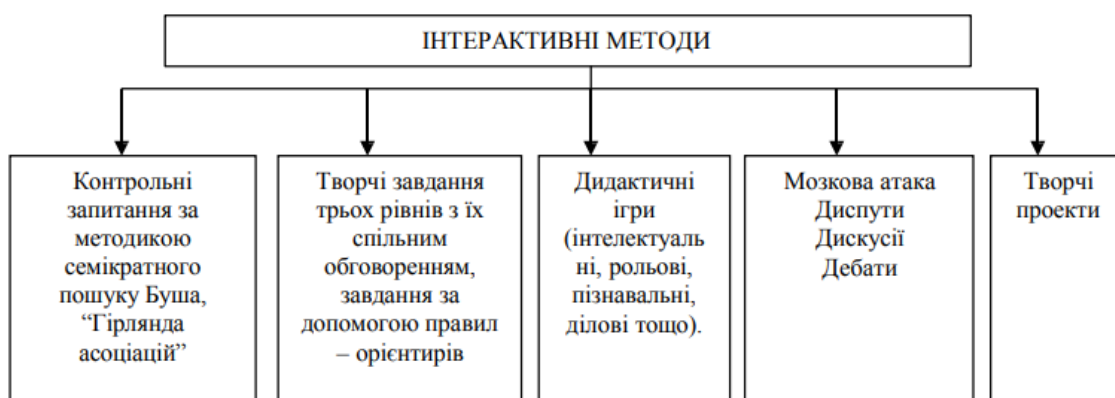 ІНТЕРАКТИВНІ МЕТОДИ
Контрольні
запитання за
методикою
семікратного
пошуку Буша,
“Гірлянда
асоціацій”
Творчі завдання
трьох рівнів з їх
спільним
обговоренням,
завдання за
допомогою правил
– орієнтирів
Дидактичні
ігри
(інтелектуаль
ні, рольові,
пізнавальні,
ділові тощо).
Мозкова атака
Диспути
Дискусії
Дебати
Творчі
проекти